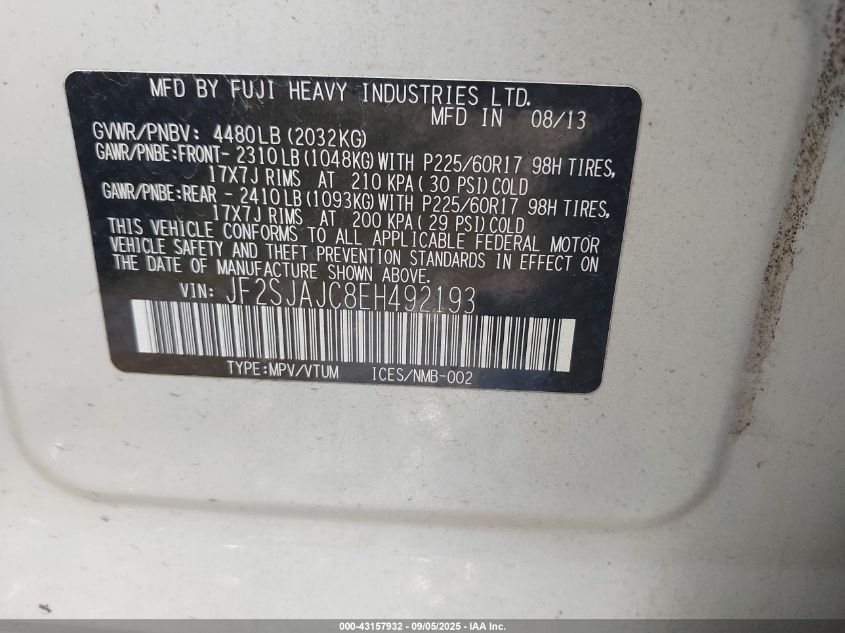 MFD BY FUJI HEAVY INDUSTRIES LTD.
MFD IN 08/13
GVWR/PNBV: 4480LB (2032KG)
GAWR/PNBE:FRONT- 2310LB (1048KG) WITH P225/60R17 98H TIRES,
17X7J RIMS AT 210 KPA (30 PSI) COLD
GAWR/PNBE:REAR - 2410LB (1093KG) WITH P225/60R17 98H TIRES,
17X7J RIMS AT 200 KPA (29 PSI) COLD
THIS VEHICLE CONFORMS TO ALL APPLICABLE FEDERAL MOTOR
VEHICLE SAFETY AND THEFT PREVENTION STANDARDS IN EFFECT ON
THE DATE OF MANUFACTURE SHOWN ABOVE.
VIN: JF2SJAJC8EH492193
TYPE:MPV/VTUM ICES/NMB-002
000-43157932 - 09/05/2025 - IAA Inc.